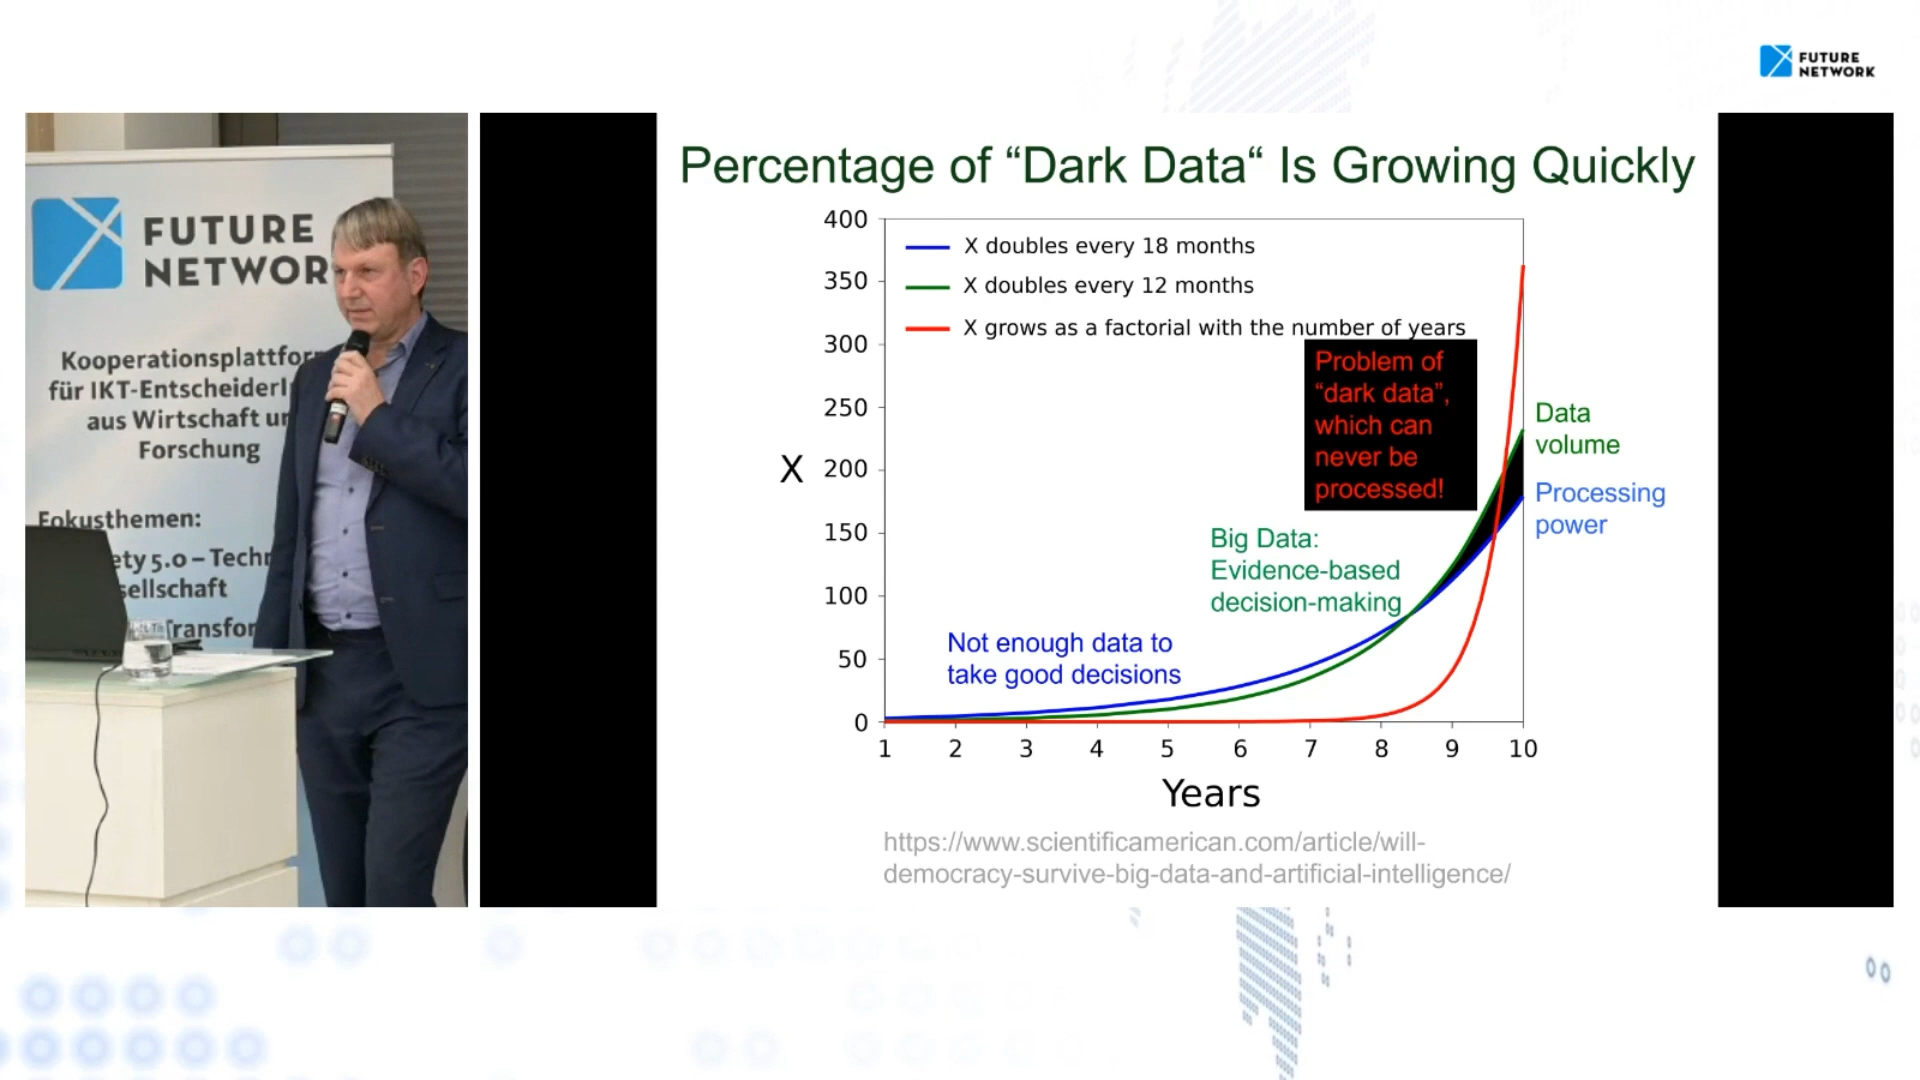 FUTURE
NETWORK
FUTURE
NETWOR
Kooperationsplattfor
für IKT-EntscheiderI
aus Wirtschaft un
Forschung
Fokusthemen:
ety 5.0 – Techn
sellschaft
Transfor
Percentage of “Dark Data“ Is Growing Quickly
400
350
300
250
200
150
100
50
0
X
X doubles every 18 months
X doubles every 12 months
X grows as a factorial with the number of years
Problem of
“dark data”,
which can
never be
processed!
Data
volume
Processing
power
Big Data:
Evidence-based
decision-making
Not enough data to
take good decisions
1 2 3 4 5 6 7 8 9 10
Years
https://www.scientificamerican.com/article/will-
democracy-survive-big-data-and-artificial-intelligence/